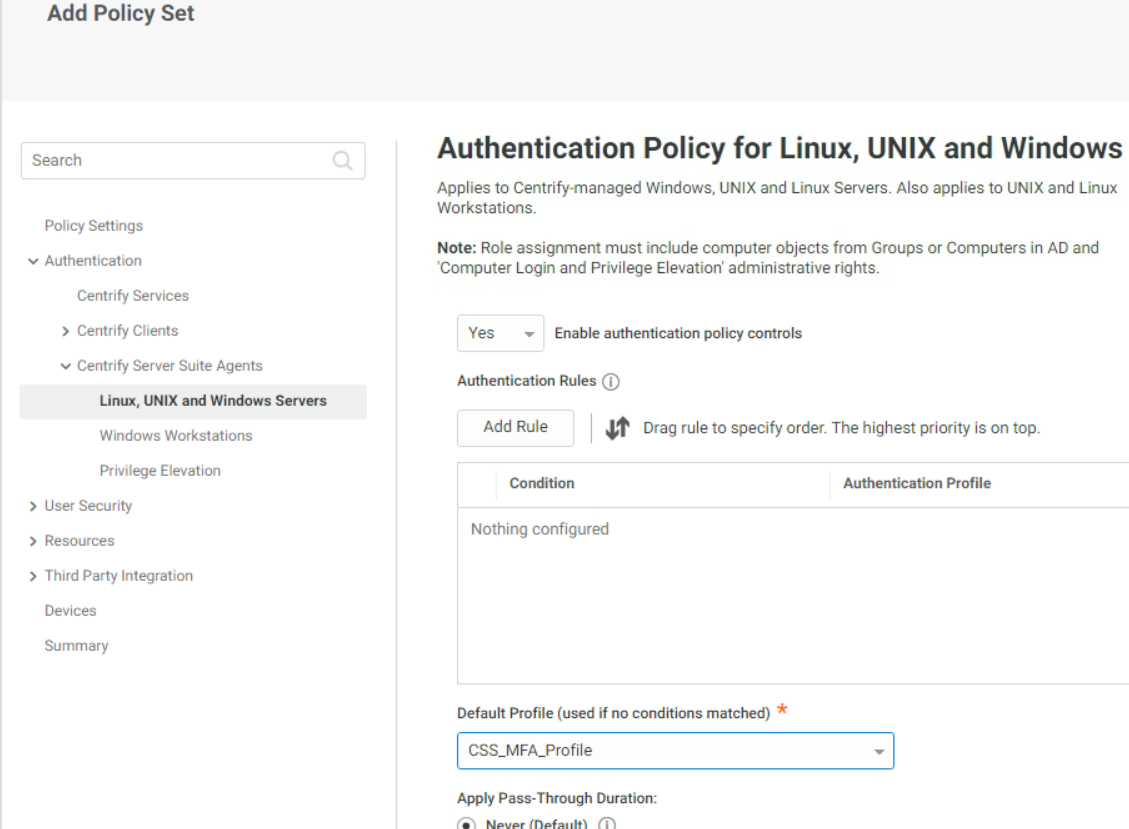 Add Policy Set
Search
Policy Settings
Authentication
Centrify Services
Centrify Clients
Centrify Server Suite Agents
Linux, UNIX and Windows Servers
Windows Workstations
Privilege Elevation
User Security
Resources
Third Party Integration
Devices
Summary
Authentication Policy for Linux, UNIX and Windows
Applies to Centrify-managed Windows, UNIX and Linux Servers. Also applies to UNIX and Linux
Workstations.
Note: Role assignment must include computer objects from Groups or Computers in AD and
'Computer Login and Privilege Elevation' administrative rights.
Yes Enable authentication policy controls
Authentication Rules
Add Rule Drag rule to specify order. The highest priority is on top.
Condition Authentication Profile
Nothing configured
Default Profile (used if no conditions matched) *
CSS_MFA_Profile
Apply Pass-Through Duration:
Never (Default)